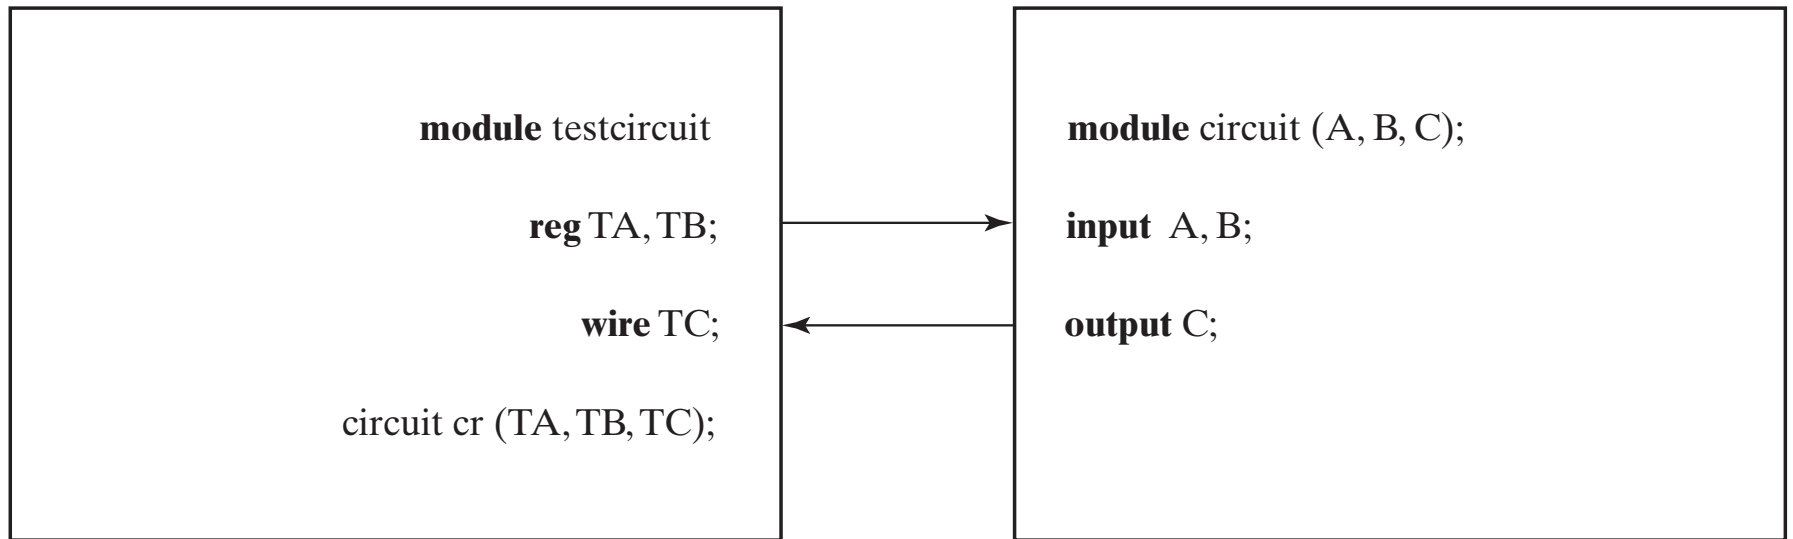 module testcircuit
reg TA, TB;
wire TC;
circuit cr (TA, TB, TC);
module circuit (A, B, C);
input A, B;
output C;